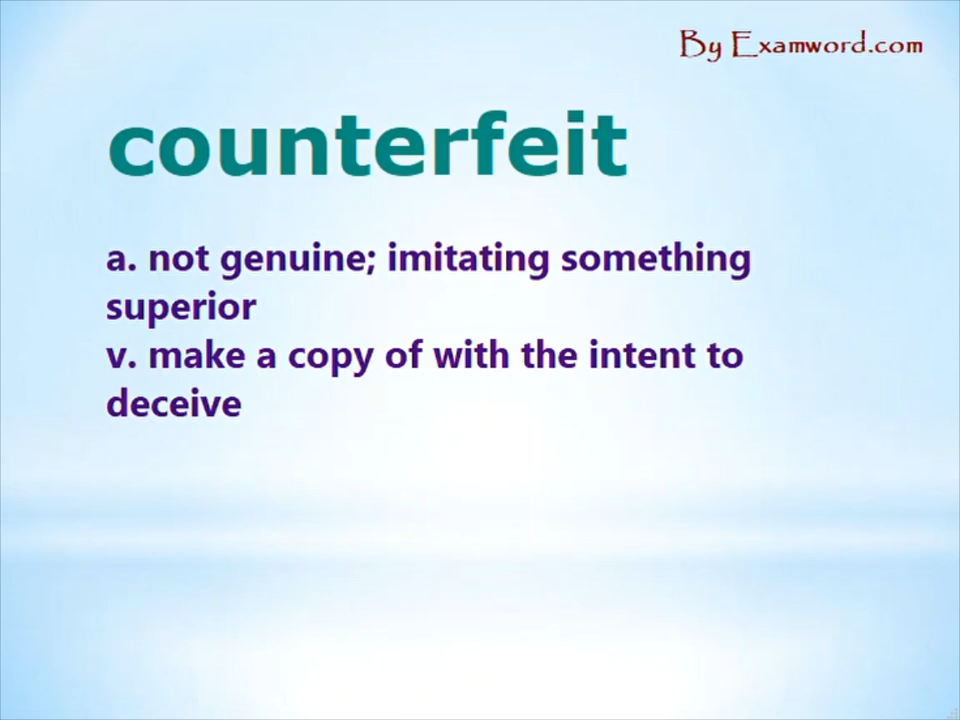 By Examword.com
counterfeit
a. not genuine; imitating something
superior
v. make a copy of with the intent to
deceive